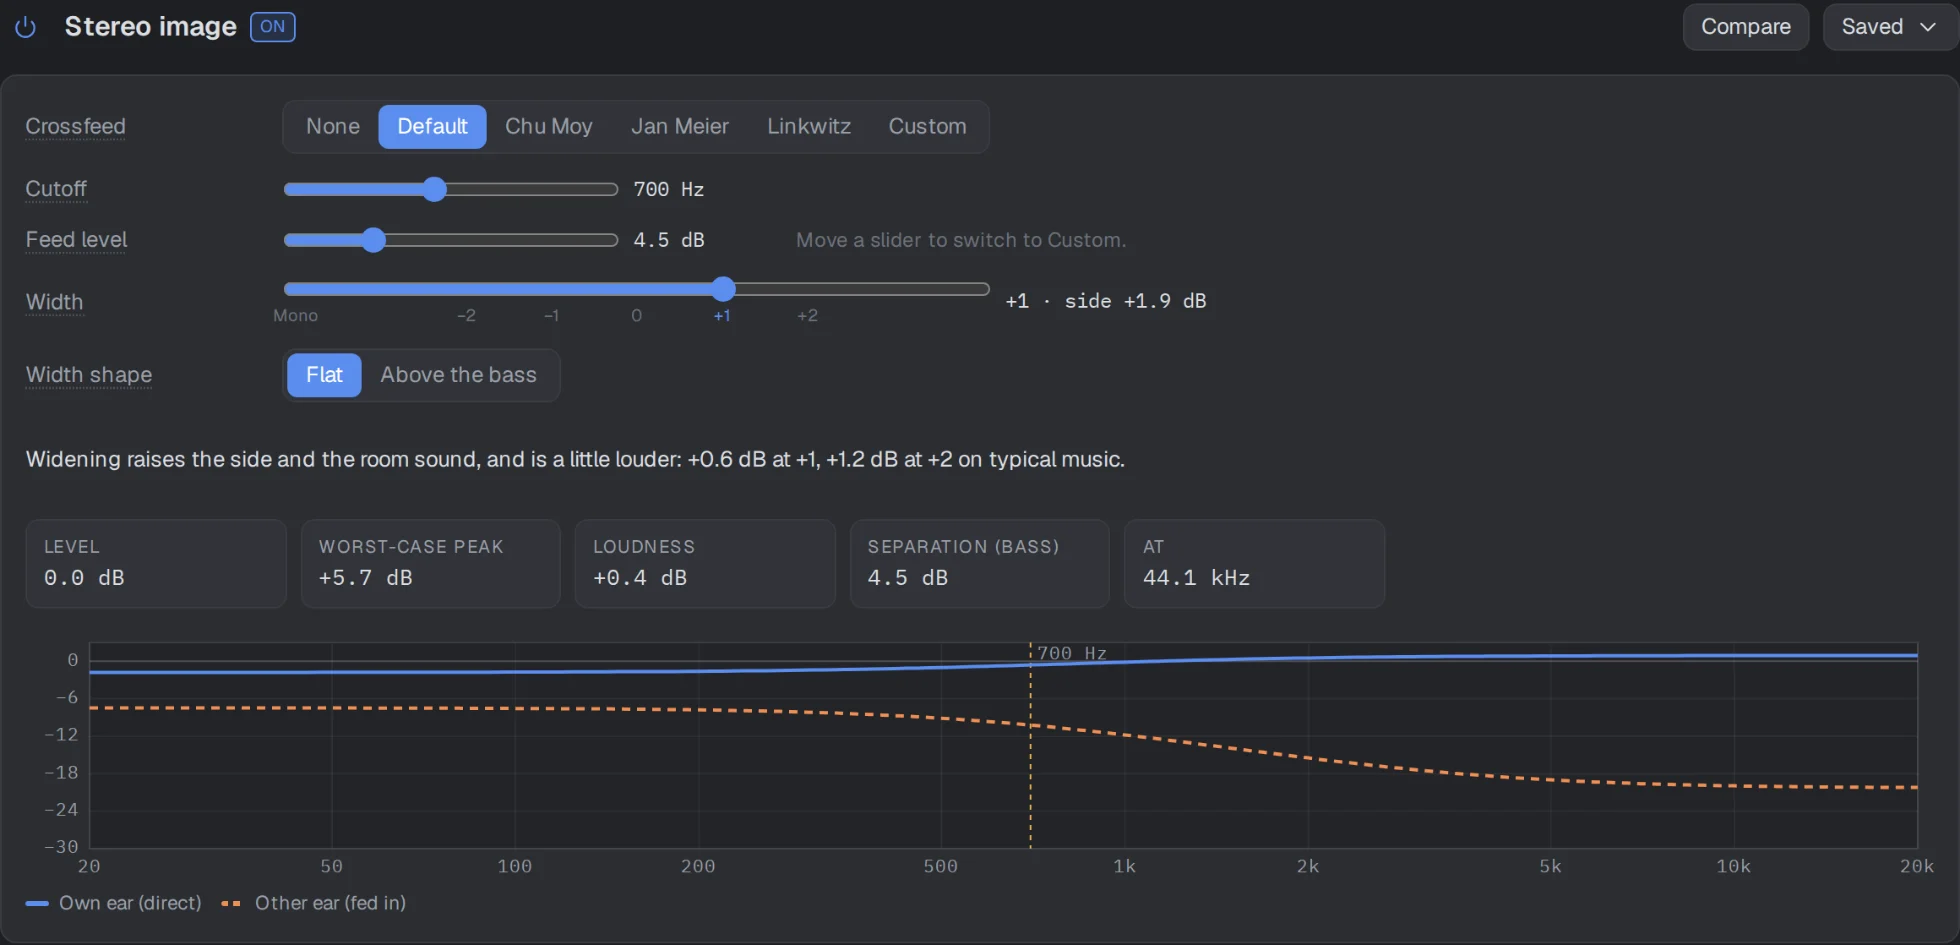 Stereo image ON Compare Saved
Crossfeed None Default Chu Moy Jan Meier Linkwitz Custom
Cutoff 700 Hz
Feed level 4.5 dB Move a slider to switch to Custom.
Width +1 · side +1.9 dB
Mono −2 −1 0 +1 +2
Width shape Flat Above the bass
Widening raises the side and the room sound, and is a little louder: +0.6 dB at +1, +1.2 dB at +2 on typical music.
LEVEL WORST-CASE PEAK LOUDNESS SEPARATION (BASS) AT
0.0 dB +5.7 dB +0.4 dB 4.5 dB 44.1 kHz
700 Hz
0
−6
−12
−18
−24
−30
20 50 100 200 500 1k 2k 5k 10k 20k
Own ear (direct) Other ear (fed in)